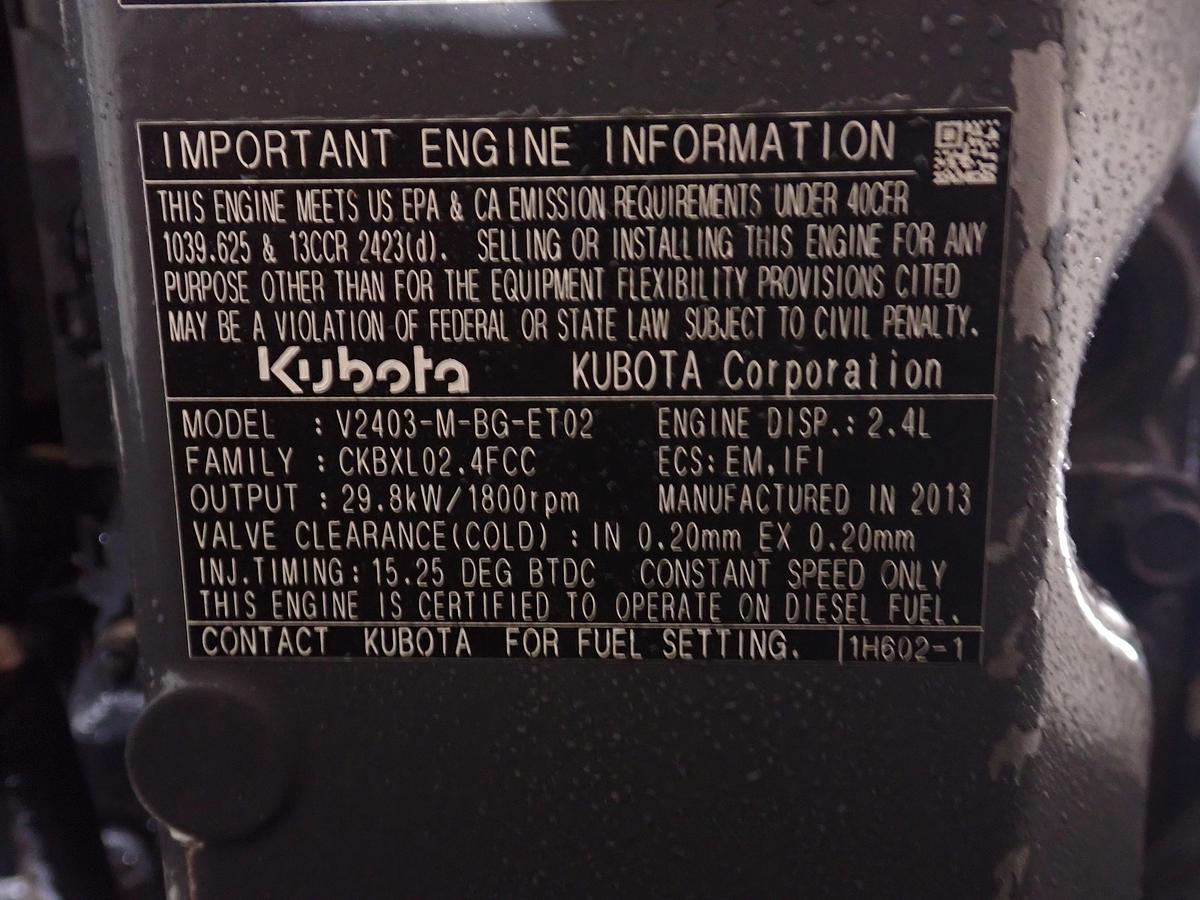 IMPORTANT ENGINE INFORMATION
THIS ENGINE MEETS US EPA & CA EMISSION REQUIREMENTS UNDER 40CFR
1039.625 & 13CCR 2423(d). SELLING OR INSTALLING THIS ENGINE FOR ANY
PURPOSE OTHER THAN FOR THE EQUIPMENT FLEXIBILITY PROVISIONS CITED
MAY BE A VIOLATION OF FEDERAL OR STATE LAW SUBJECT TO CIVIL PENALTY.
Kubota KUBOTA Corporation
MODEL : V2403-M-BG-ET02 ENGINE DISP.: 2.4L
FAMILY : CKBXL02.4FCC ECS: EM, IFI
OUTPUT : 29.8kW/1800rpm MANUFACTURED IN 2013
VALVE CLEARANCE(COLD) : IN 0.20mm EX 0.20mm
INJ.TIMING: 15.25 DEG BTDC CONSTANT SPEED ONLY
THIS ENGINE IS CERTIFIED TO OPERATE ON DIESEL FUEL.
CONTACT KUBOTA FOR FUEL SETTING. 1H602-1